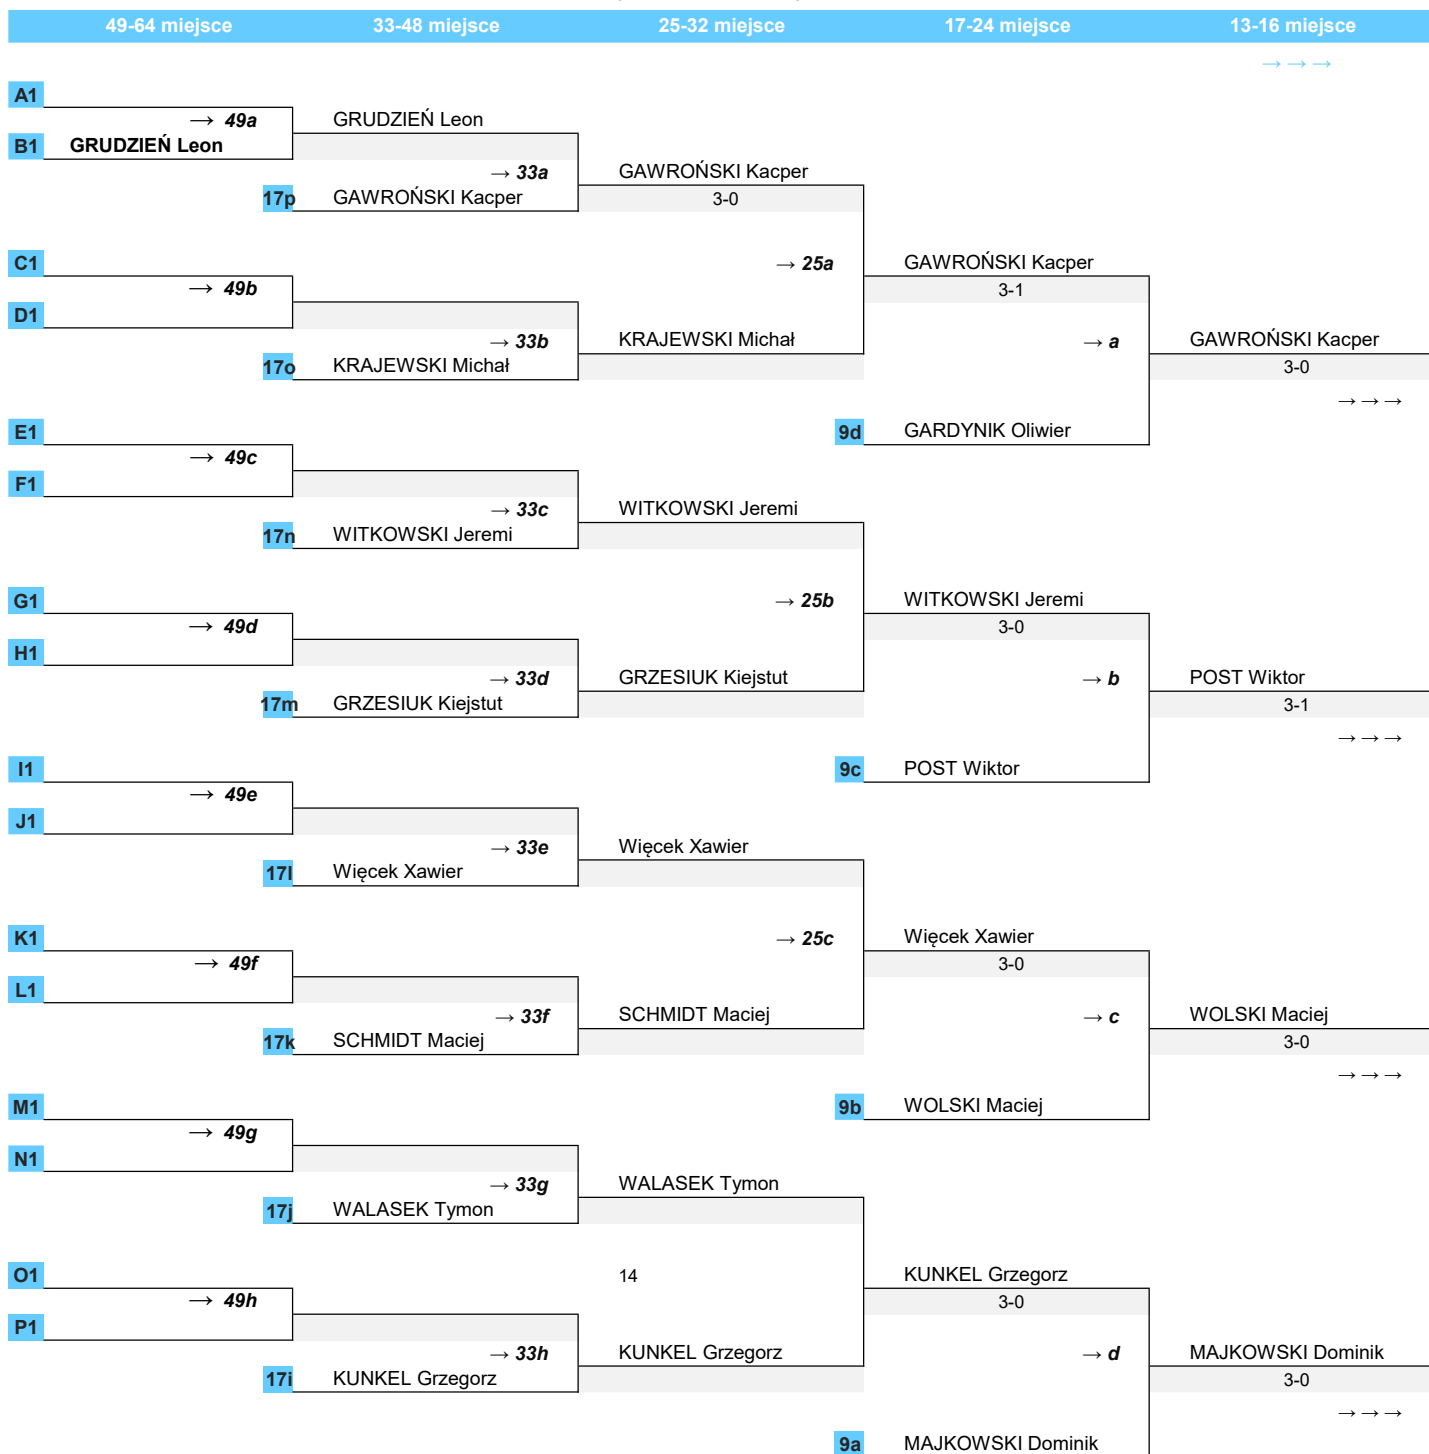 49-64 miejsce 33-48 miejsce 25-32 miejsce 17-24 miejsce 13-16 miejsce
→ → →
A1
→ 49a GRUDZIEŃ Leon
B1 GRUDZIEŃ Leon
→ 33a GAWROŃSKI Kacper
17p GAWROŃSKI Kacper 3-0
C1 → 25a GAWROŃSKI Kacper
→ 49b 3-1
D1
→ 33b KRAJEWSKI Michał → a GAWROŃSKI Kacper
17o KRAJEWSKI Michał 3-0
→ → →
E1 9d GARDYNIK Oliwier
→ 49c
F1
→ 33c WITKOWSKI Jeremi
17n WITKOWSKI Jeremi
G1 → 25b WITKOWSKI Jeremi
→ 49d 3-0
H1
→ 33d GRZESIUK Kiejstut → b POST Wiktor
17m GRZESIUK Kiejstut 3-1
→ → →
I1 9c POST Wiktor
→ 49e
J1
→ 33e Więcek Xawier
17l Więcek Xawier
K1 → 25c Więcek Xawier
→ 49f 3-0
L1
→ 33f SCHMIDT Maciej → c WOLSKI Maciej
17k SCHMIDT Maciej 3-0
→ → →
M1 9b WOLSKI Maciej
→ 49g
N1
→ 33g WALASEK Tymon
17j WALASEK Tymon
O1 14 KUNKEL Grzegorz
→ 49h 3-0
P1
→ 33h KUNKEL Grzegorz → d MAJKOWSKI Dominik
17i KUNKEL Grzegorz 3-0
→ → →
9a MAJKOWSKI Dominik